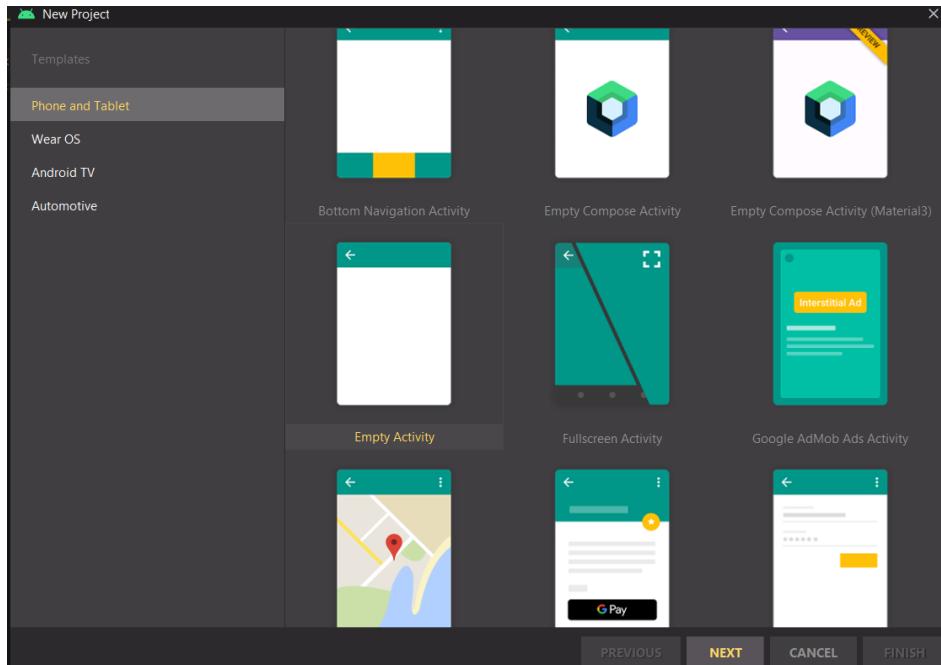 New Project
Templates
Phone and Tablet
Wear OS
Android TV
Automotive
PREVIEW
Bottom Navigation Activity
Empty Compose Activity
Empty Compose Activity (Material3)
Interstitial Ad
Empty Activity
Fullscreen Activity
Google AdMob Ads Activity
G Pay
PREVIOUS
NEXT
CANCEL
FINISH